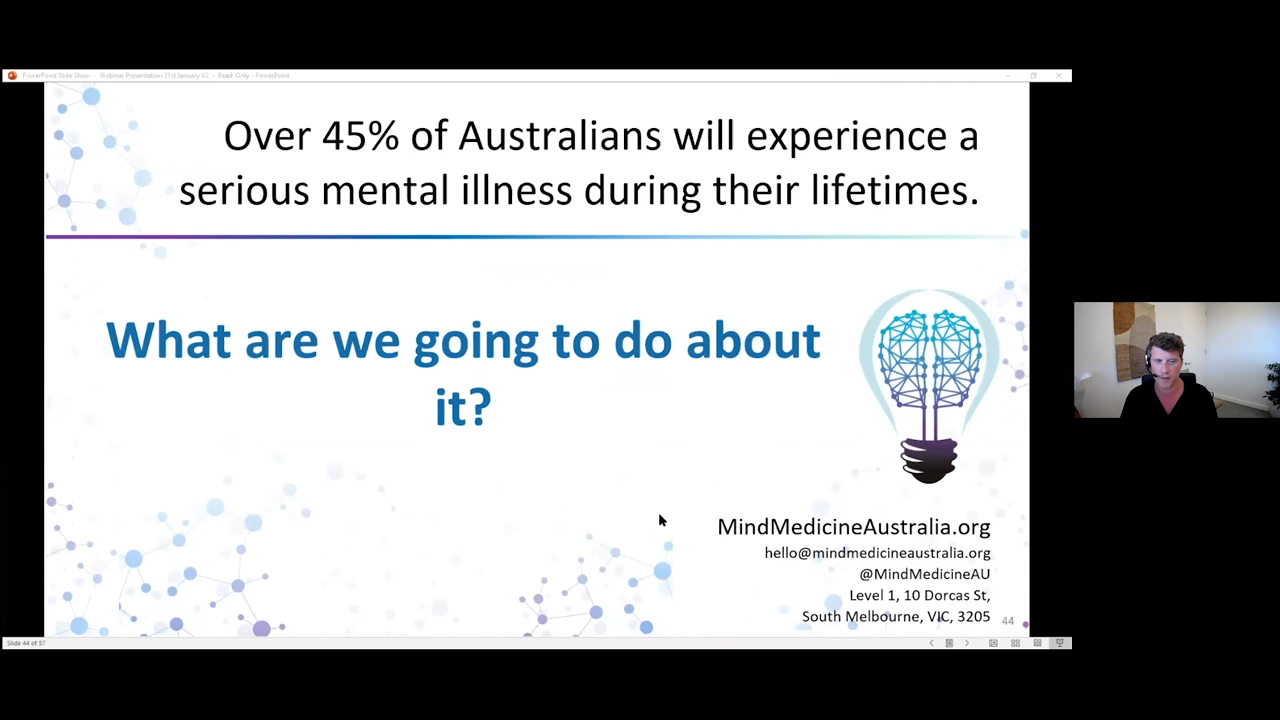 PowerPoint Slide Show - Webinar Presentation 31st January V2 - Read-Only - PowerPoint
Over 45% of Australians will experience a
serious mental illness during their lifetimes.
What are we going to do about
it?
MindMedicineAustralia.org
hello@mindmedicineaustralia.org
@MindMedicineAU
Level 1, 10 Dorcas St,
South Melbourne, VIC, 3205
44
Slide 44 of 57